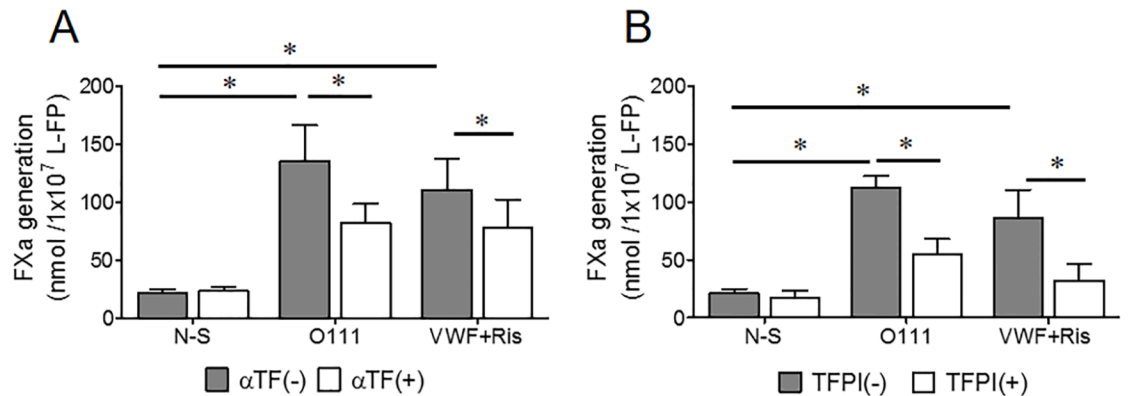 A
FXa generation
(nmol /1x10⁷ L-FP)
200
150
100
50
0
*
*
*
*
N-S
O111
VWF+Ris
αTF(-)
αTF(+)
B
FXa generation
(nmol /1x10⁷ L-FP)
200
150
100
50
0
*
*
*
*
N-S
O111
VWF+Ris
TFPI(-)
TFPI(+)